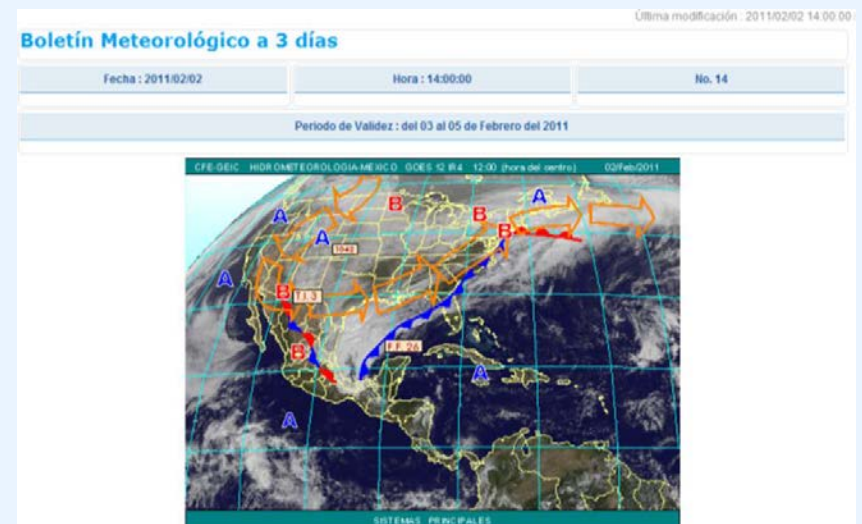 Última modificación : 2011/02/02 14:00:00
Boletín Meteorológico a 3 días
Fecha : 2011/02/02 Hora : 14:00:00 No. 14
Periodo de Validez : del 03 al 05 de Febrero del 2011
CFE-GEIC HIDROMETEOROLOGIA-MEXICO GOES 12 IR4 12:00 (hora del centro) 02/Feb/2011
B
A
B
A
A
B
1042
A
B
T.I.3
F.F.26
B
A
A
SISTEMAS PRINCIPALES